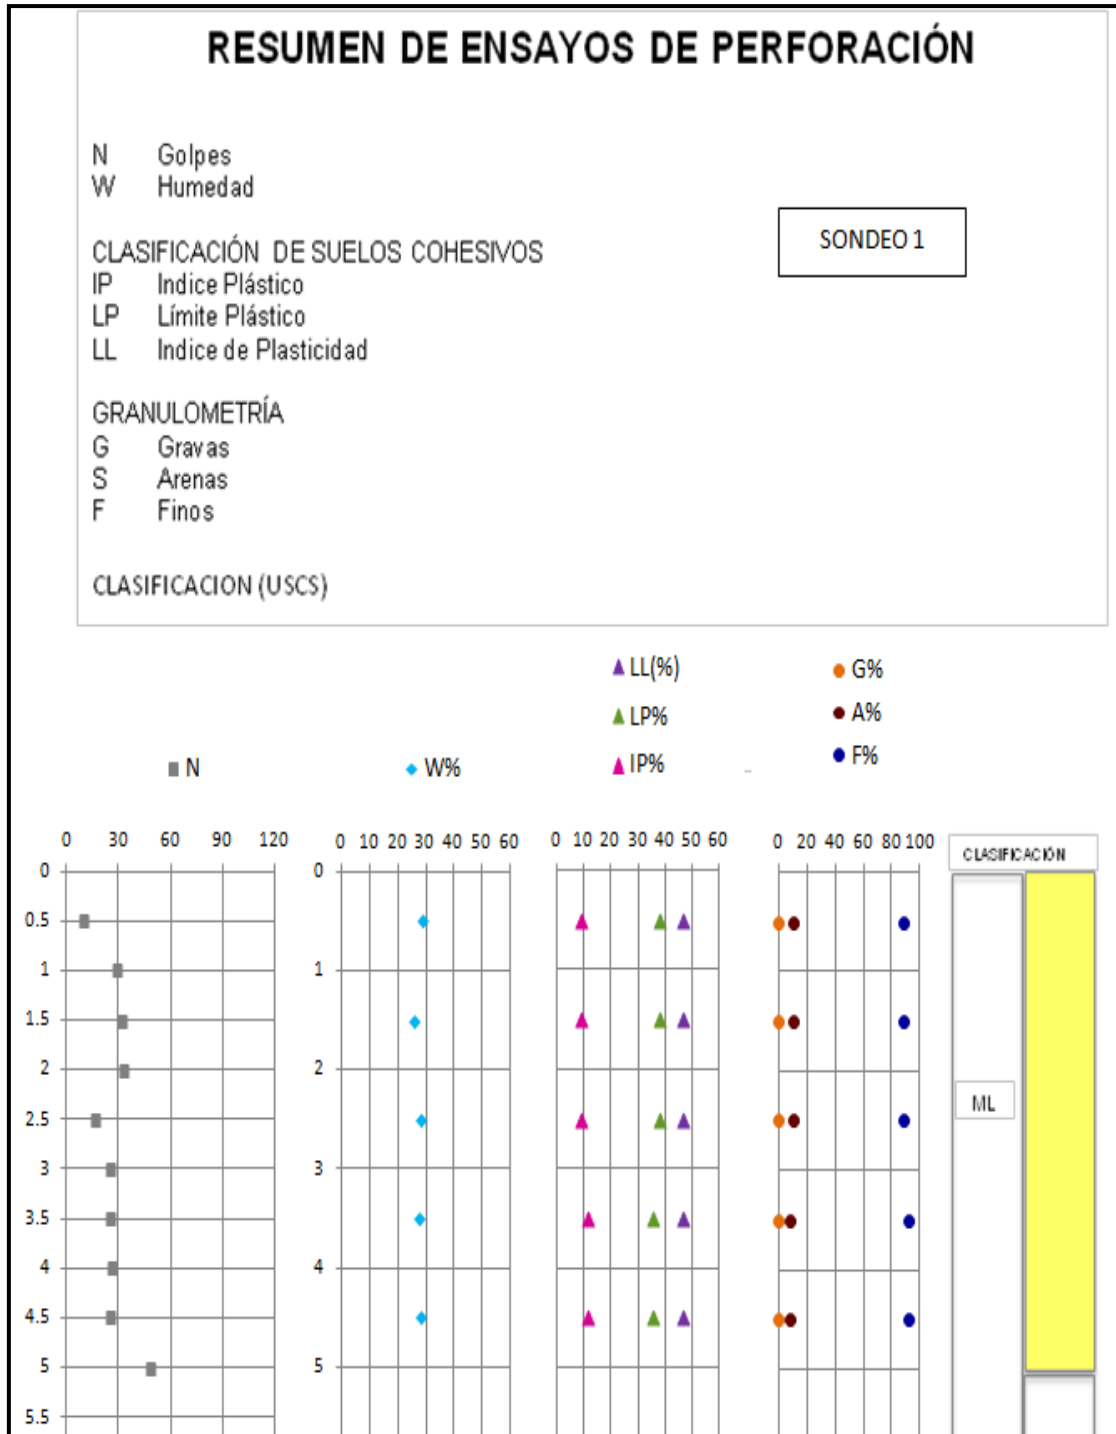 RESUMEN DE ENSAYOS DE PERFORACIÓN
N Golpes
W Humedad
SONDEO 1
CLASIFICACIÓN DE SUELOS COHESIVOS
IP Indice Plástico
LP Límite Plástico
LL Indice de Plasticidad
GRANULOMETRÍA
G Gravas
S Arenas
F Finos
CLASIFICACION (USCS)
LL(%) G%
LP% A%
N W% IP% F%
0 30 60 90 120 0 10 20 30 40 50 60 0 10 20 30 40 50 60 0 20 40 60 80 100 CLASIFICACIÓN
0 0
0.5
1 1
1.5
2 2
ML
2.5
3 3
3.5
4 4
4.5
5 5
5.5